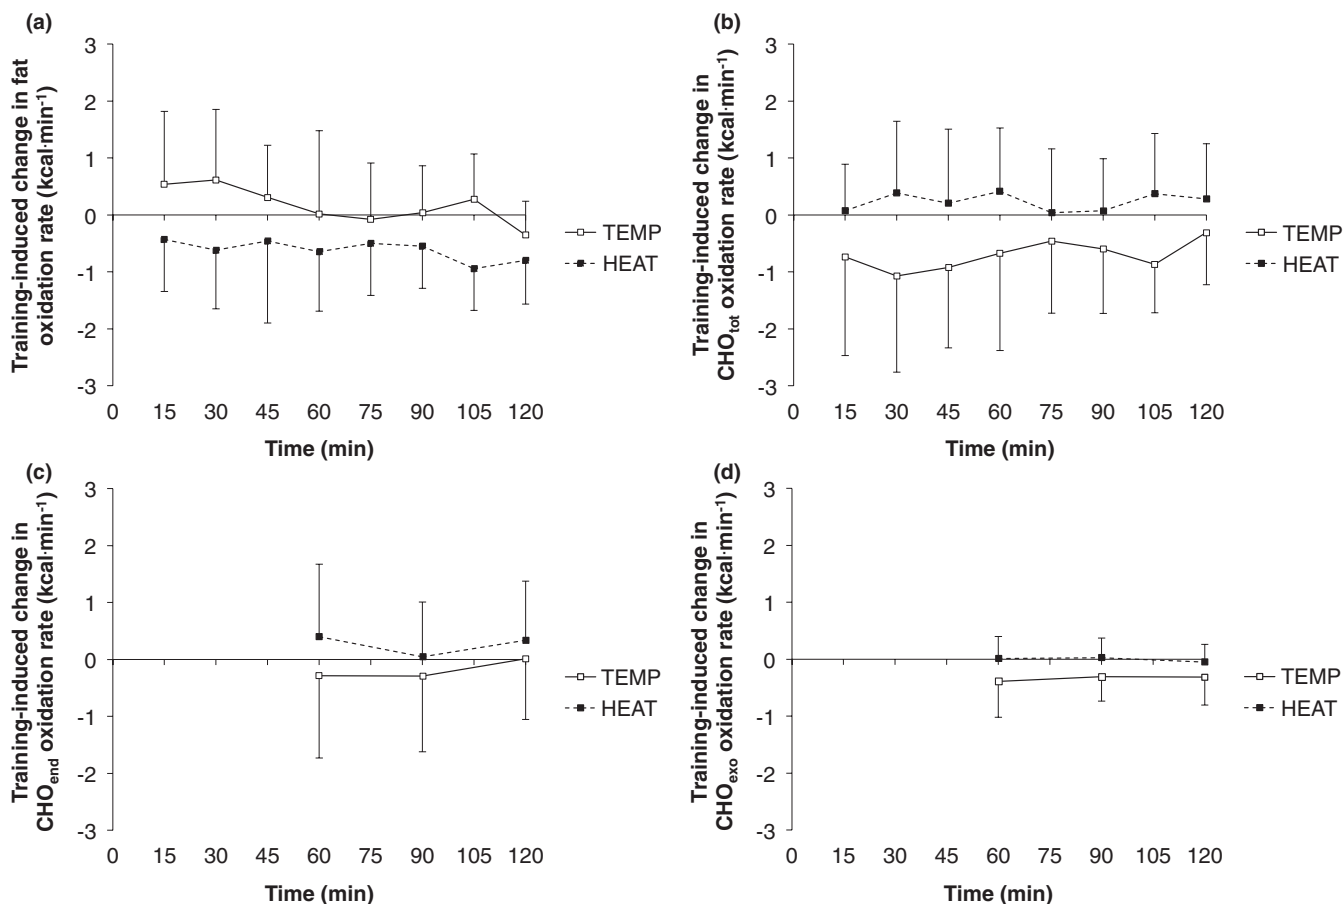 (a)
Training-induced change in fat
oxidation rate (kcal·min⁻¹)
3
2
1
0
-1
-2
-3
0 15 30 45 60 75 90 105 120
Time (min)
TEMP
HEAT
(b)
Training-induced change in
CHOtot oxidation rate (kcal·min⁻¹)
3
2
1
0
-1
-2
-3
0 15 30 45 60 75 90 105 120
Time (min)
TEMP
HEAT
(c)
Training-induced change in
CHOend oxidation rate (kcal·min⁻¹)
3
2
1
0
-1
-2
-3
0 15 30 45 60 75 90 105 120
Time (min)
TEMP
HEAT
(d)
Training-induced change in
CHOexo oxidation rate (kcal·min⁻¹)
3
2
1
0
-1
-2
-3
0 15 30 45 60 75 90 105 120
Time (min)
TEMP
HEAT